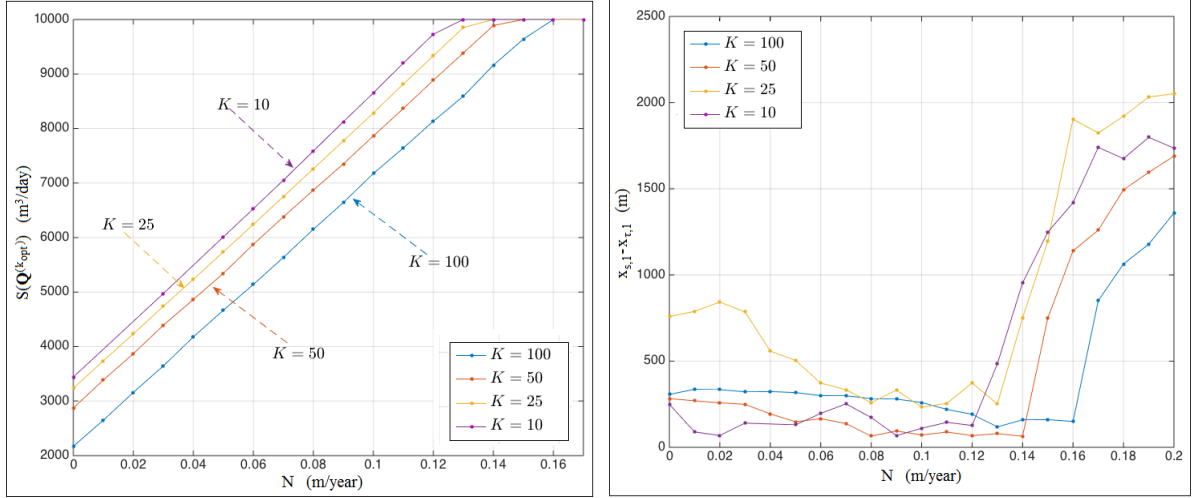 10000
9000
8000
7000
6000
5000
4000
3000
2000
S(Q^(k_opt)) (m³/day)
K = 10
K = 25
K = 100
K = 50
K = 100
K = 50
K = 25
K = 10
0 0.02 0.04 0.06 0.08 0.1 0.12 0.14 0.16
N (m/year)
2500
2000
1500
1000
500
0
x_s,1-x_τ,1 (m)
K = 100
K = 50
K = 25
K = 10
0 0.02 0.04 0.06 0.08 0.1 0.12 0.14 0.16 0.18 0.2
N (m/year)